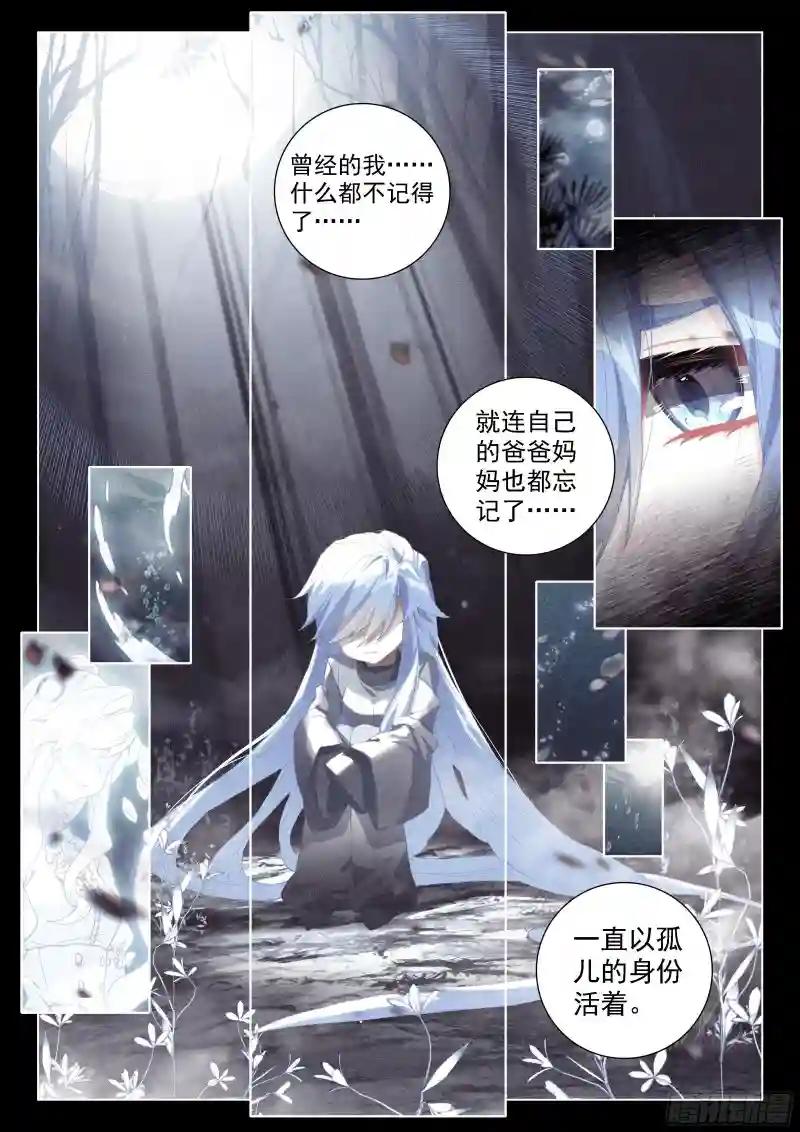 曾经的我……
什么都不记得
了……
就连自己
的爸爸妈
妈也都忘
记了……
一直以孤
儿的身份
活着。